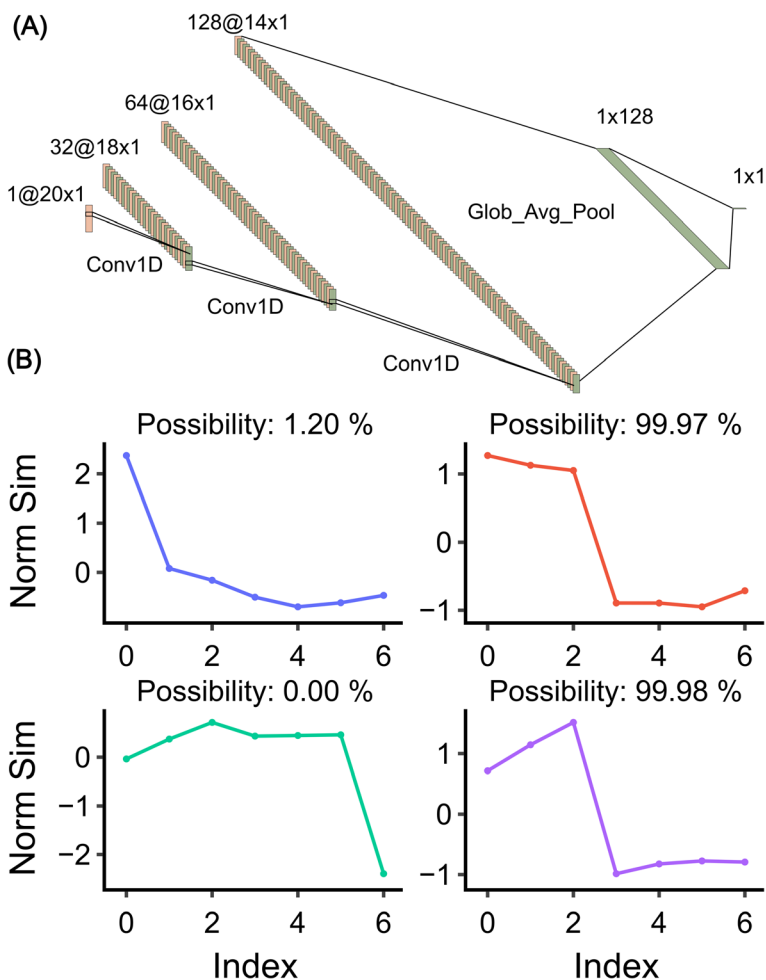 (A)
128@14x1
64@16x1
32@18x1
1@20x1
1x128
1x1
Glob_Avg_Pool
Conv1D
Conv1D
Conv1D
(B)
Possibility: 1.20 %
Norm Sim
2
1
0
0 2 4 6
Possibility: 99.97 %
1
0
−1
0 2 4 6
Possibility: 0.00 %
Norm Sim
0
−1
−2
0 2 4 6
Index
Possibility: 99.98 %
1
0
−1
0 2 4 6
Index